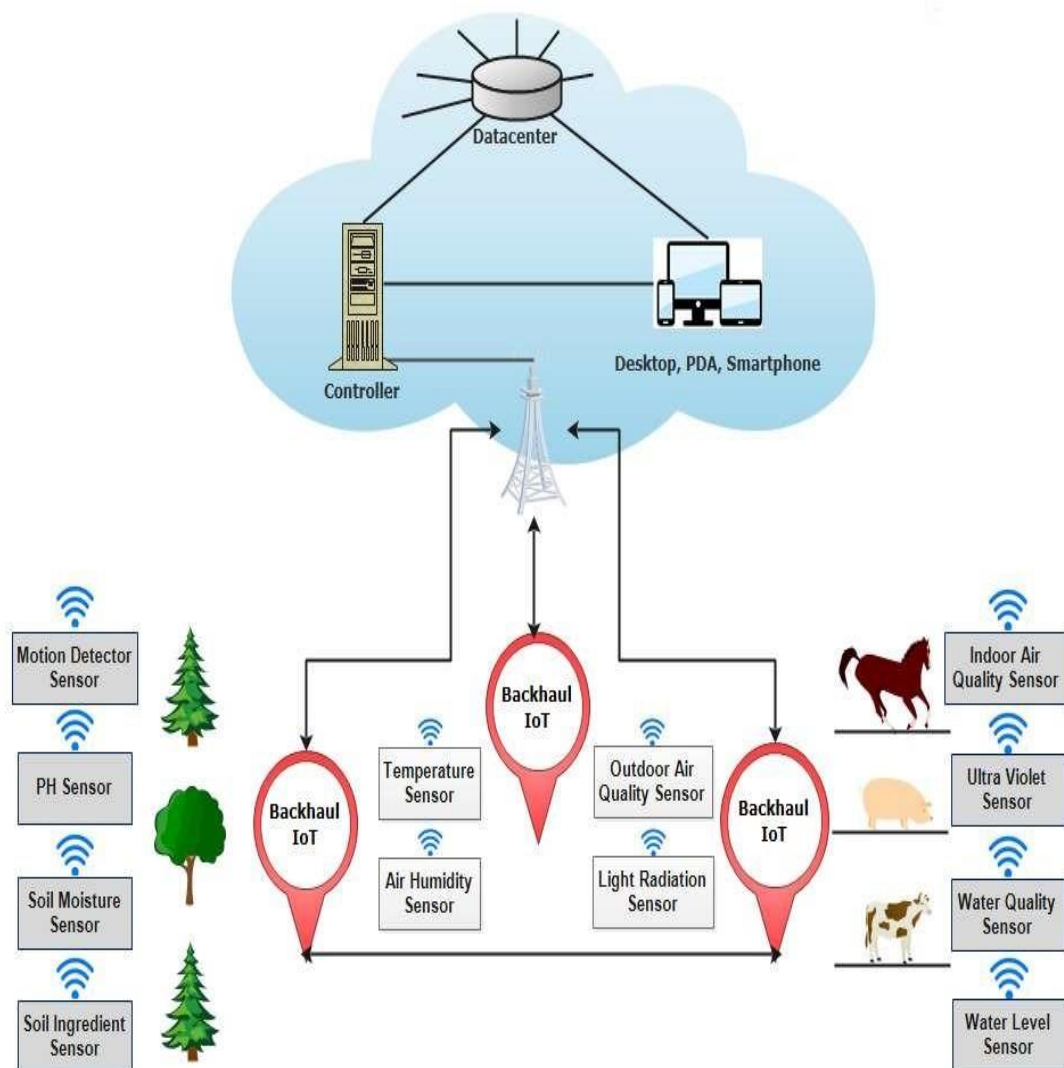 Datacenter
Controller
Desktop, PDA, Smartphone
Motion Detector
Sensor
PH Sensor
Soil Moisture
Sensor
Soil Ingredient
Sensor
Backhaul
IoT
Temperature
Sensor
Air Humidity
Sensor
Backhaul
IoT
Outdoor Air
Quality Sensor
Light Radiation
Sensor
Backhaul
IoT
Indoor Air
Quality Sensor
Ultra Violet
Sensor
Water Quality
Sensor
Water Level
Sensor